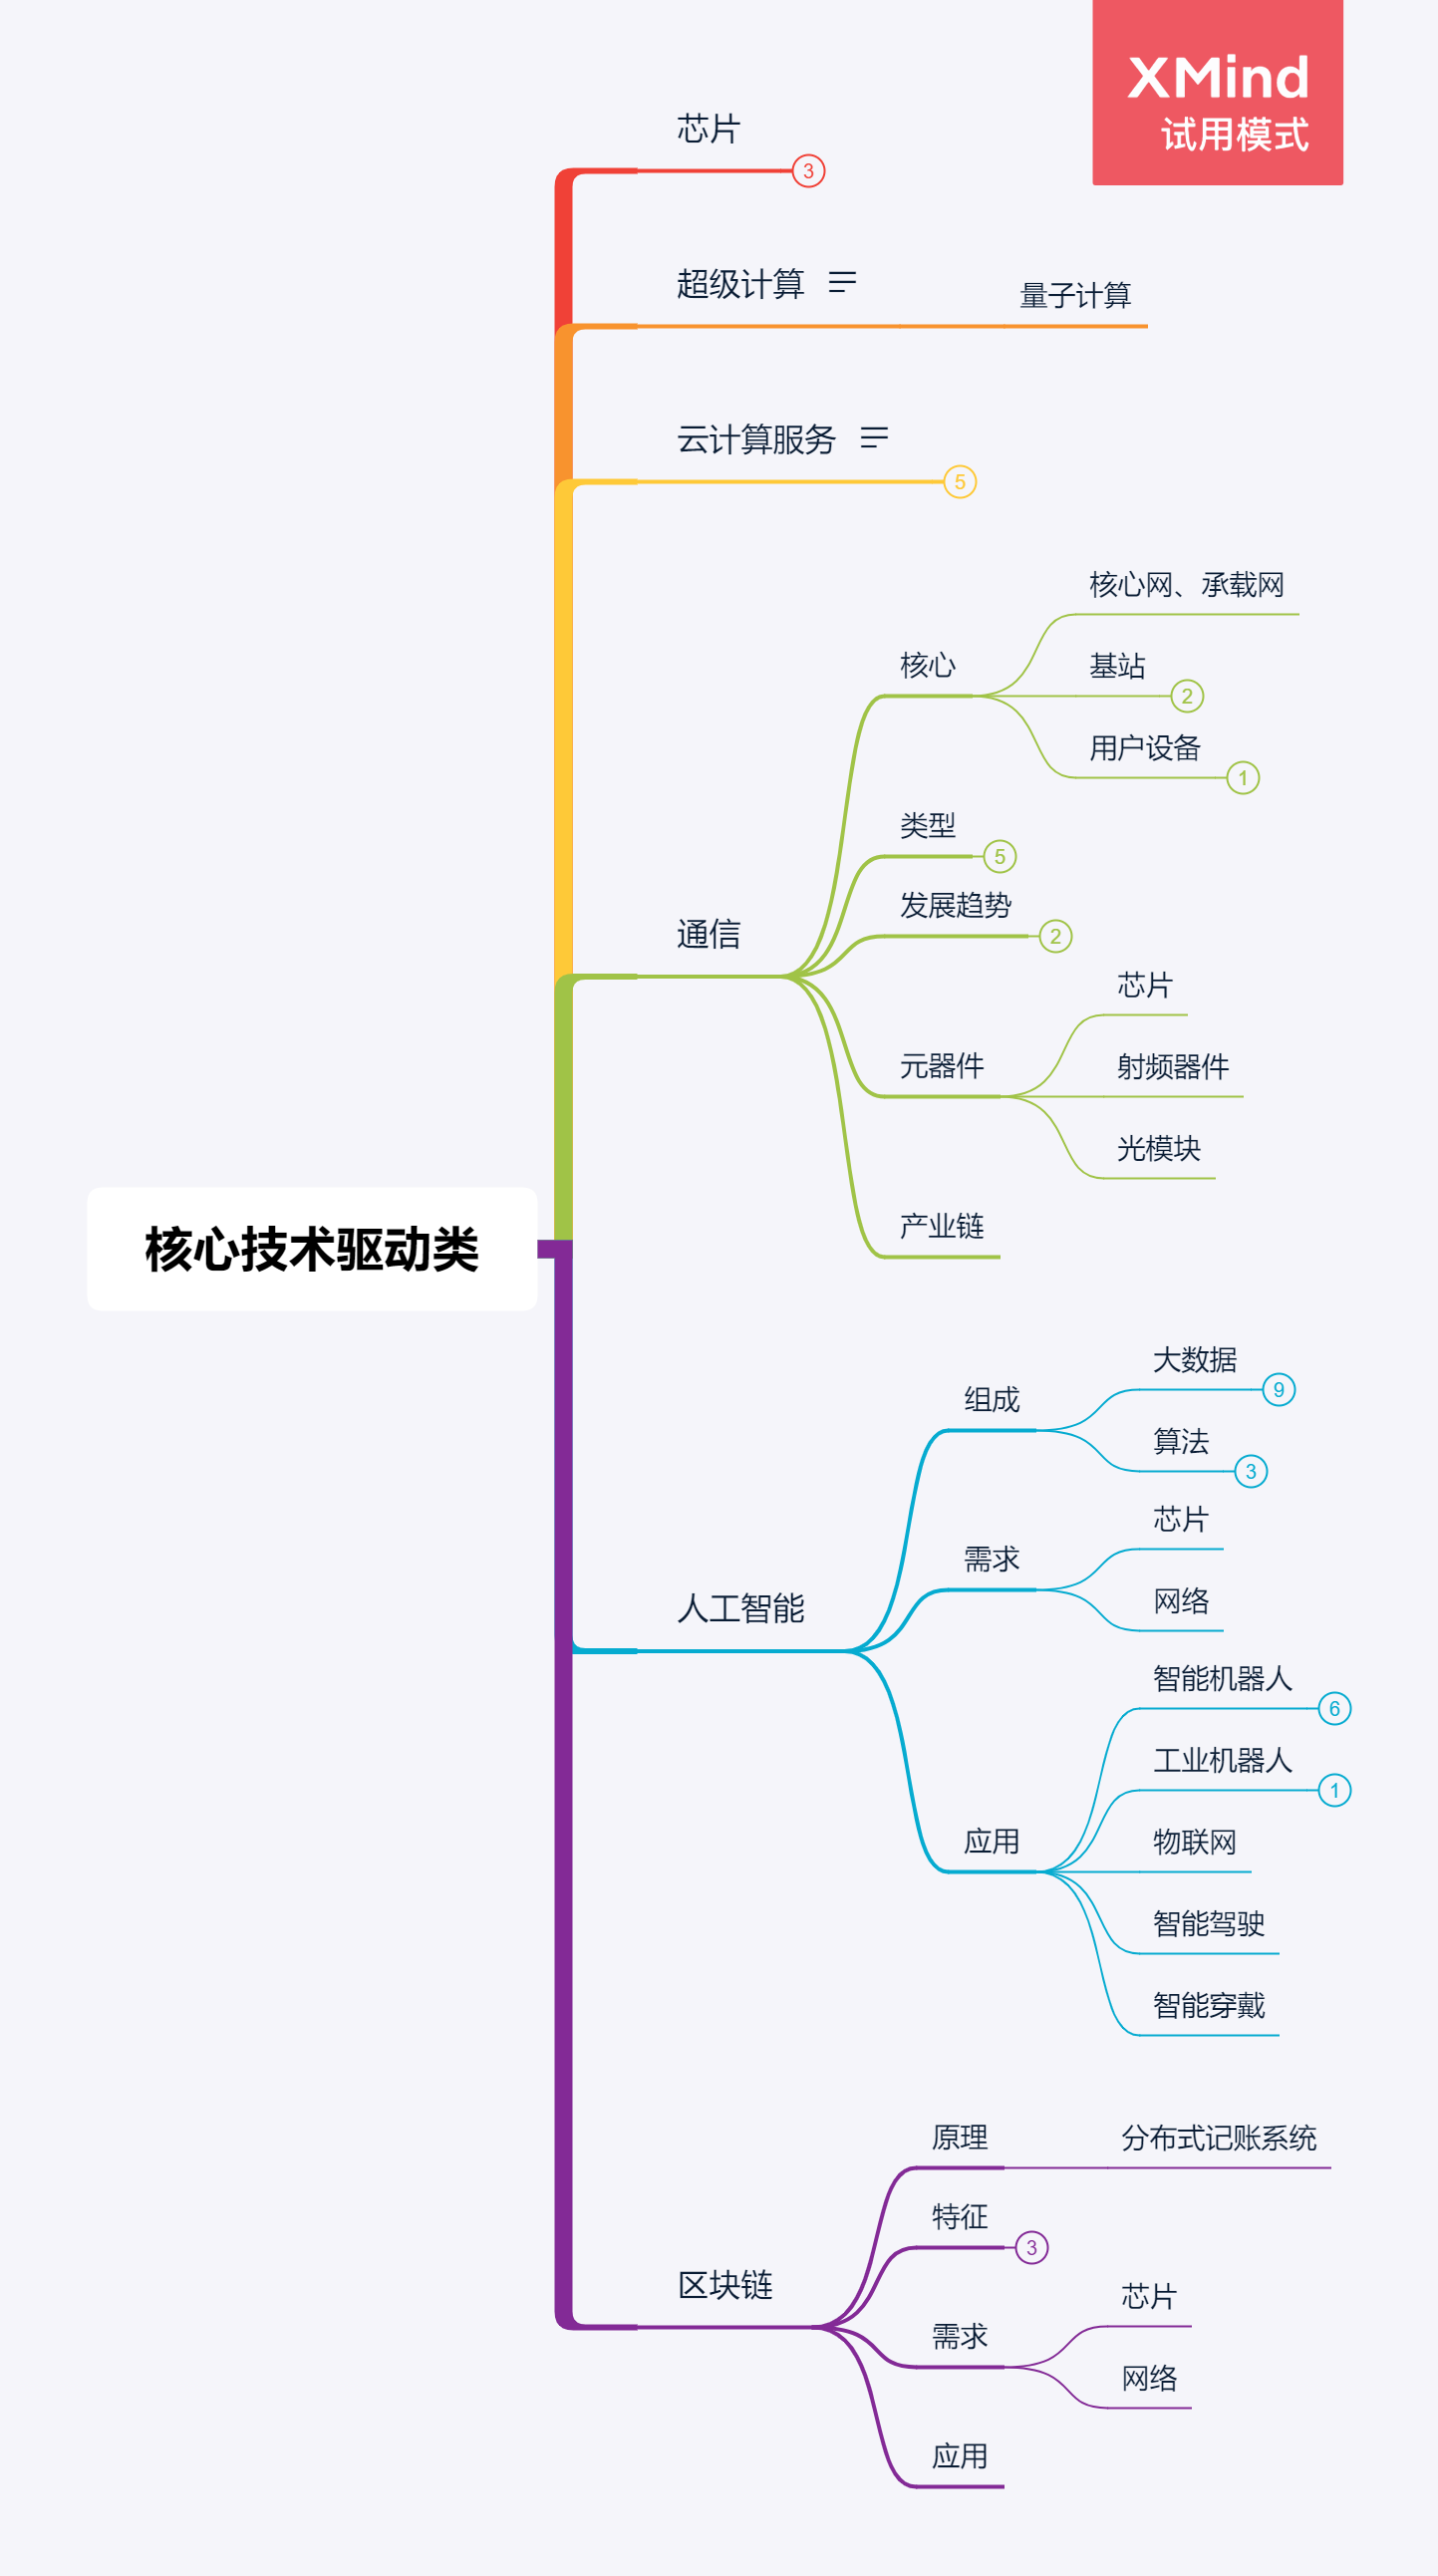 XMind
试用模式
芯片
3
超级计算
量子计算
云计算服务
5
核心网、承载网
核心
基站
2
用户设备
1
类型
5
发展趋势
2
通信
芯片
元器件
射频器件
光模块
产业链
核心技术驱动类
大数据
9
组成
算法
3
芯片
需求
网络
人工智能
智能机器人
6
工业机器人
1
应用
物联网
智能驾驶
智能穿戴
原理
分布式记账系统
特征
3
区块链
芯片
需求
网络
应用